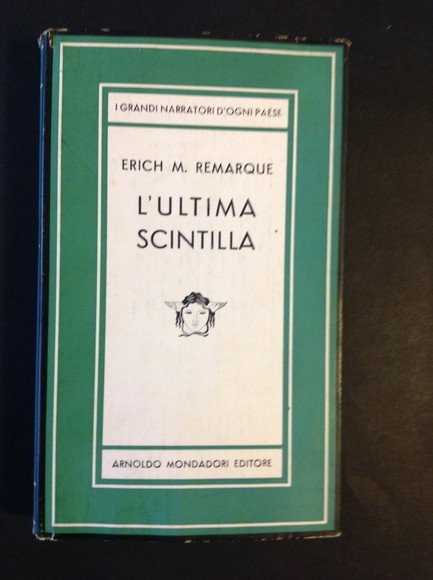 I GRANDI NARRATORI D'OGNI PAESE
ERICH M. REMARQUE
L'ULTIMA
SCINTILLA
ARNOLDO MONDADORI EDITORE